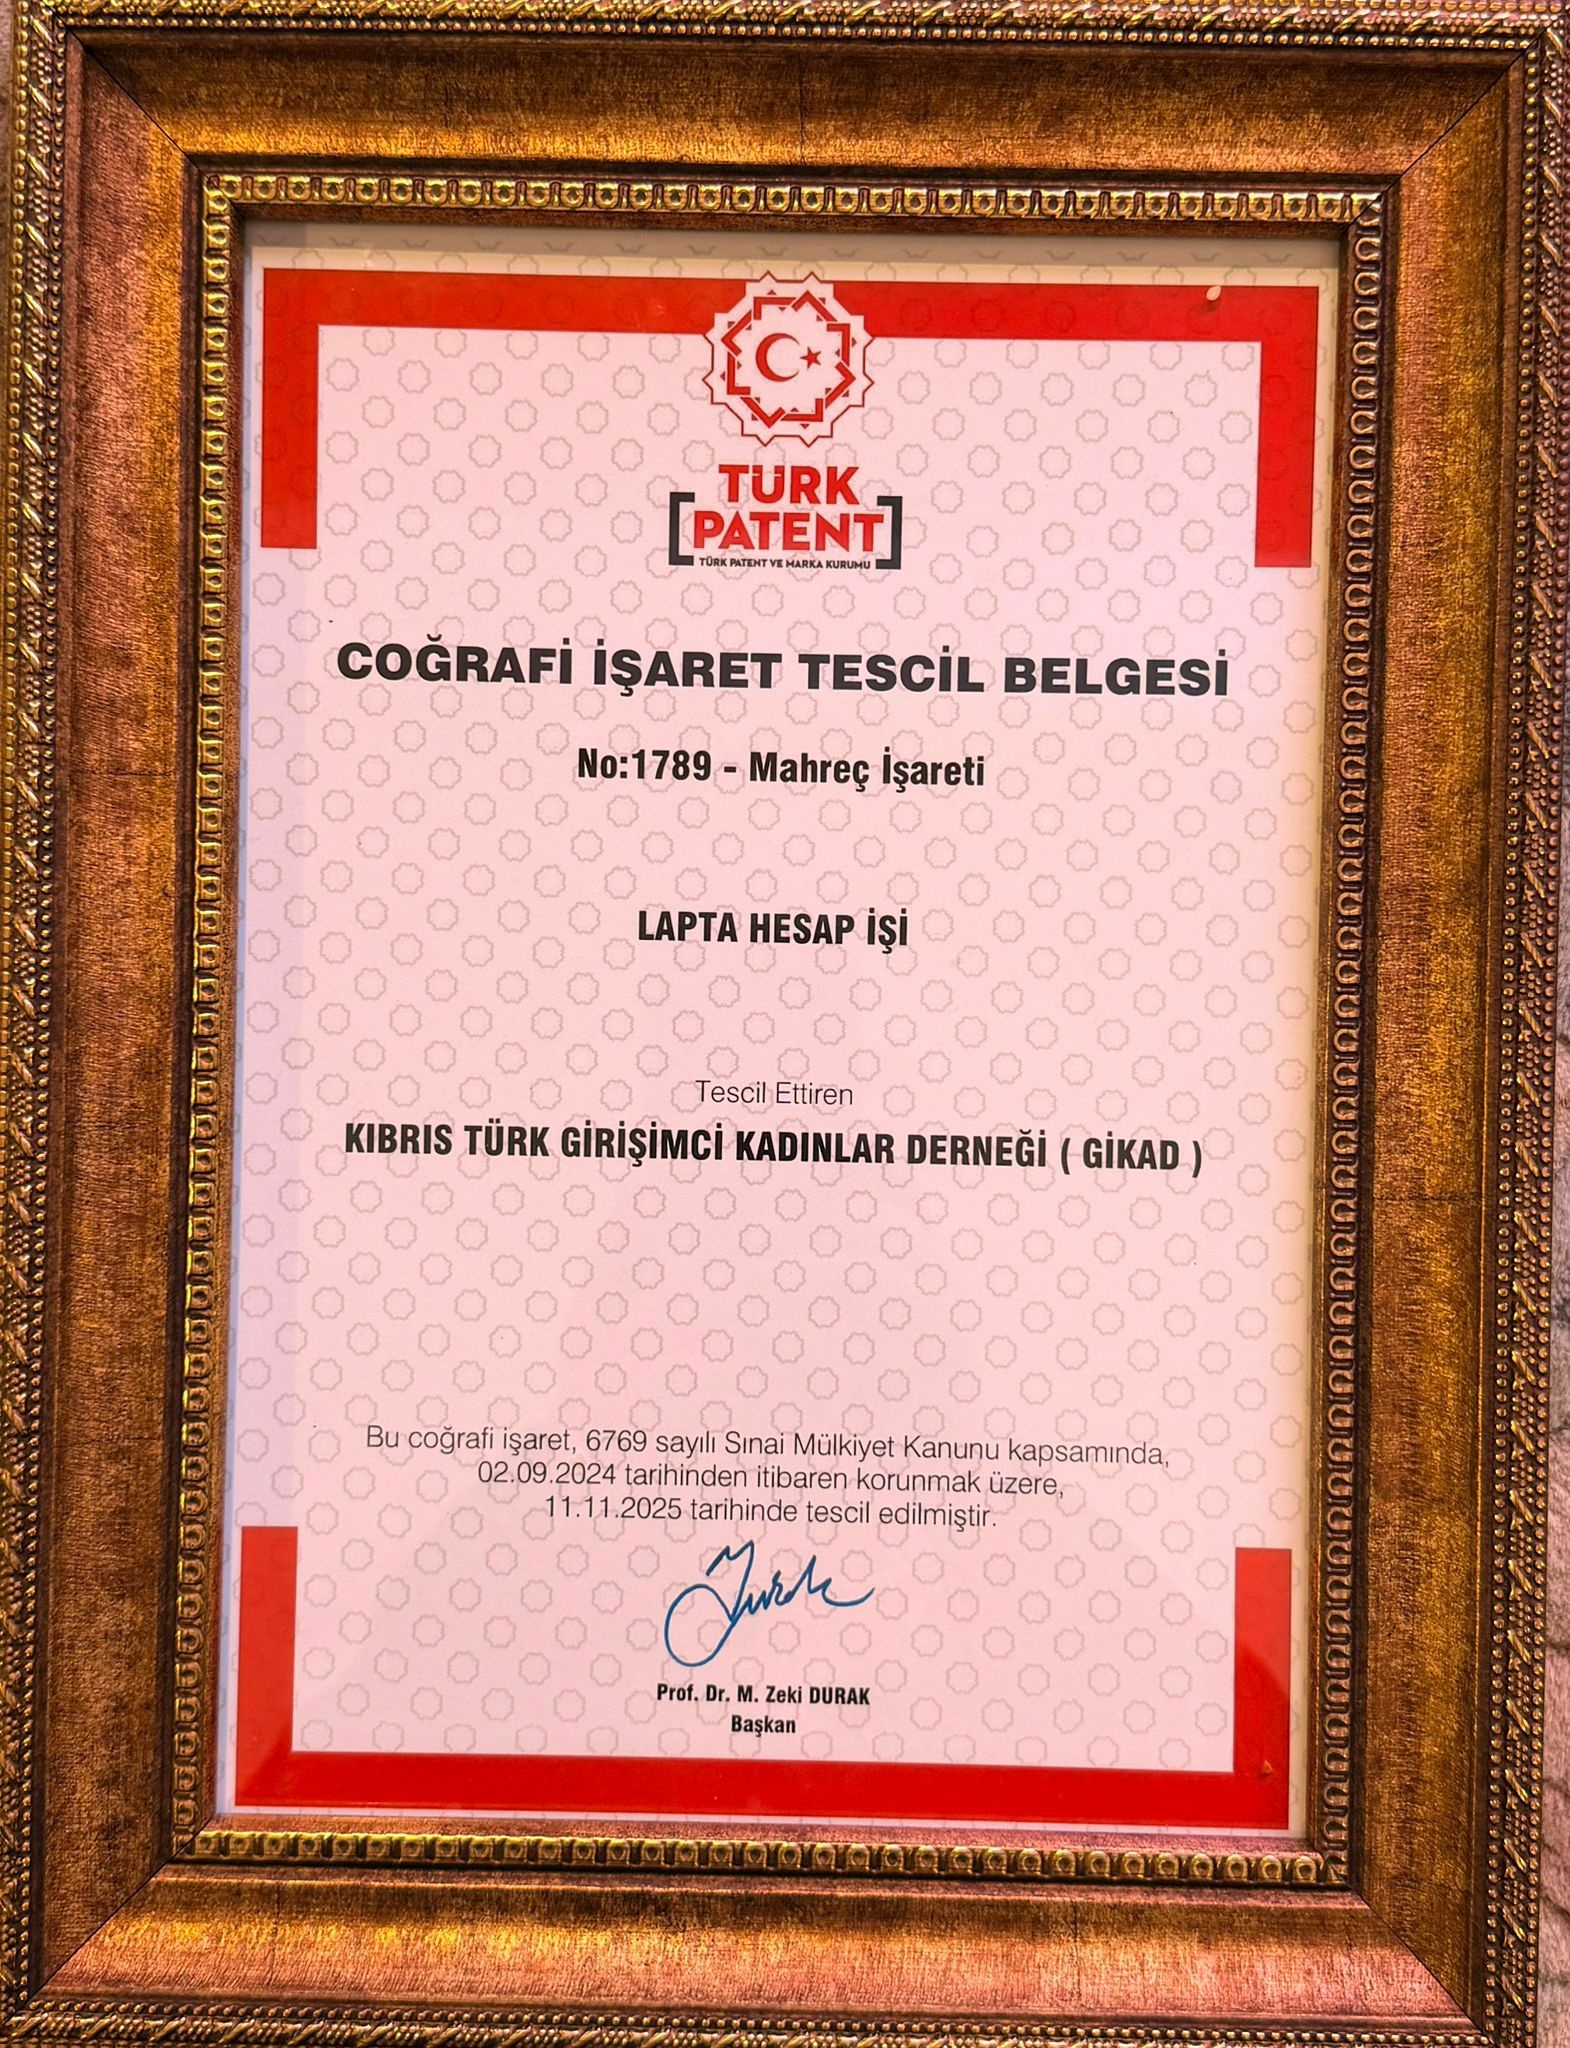 TÜRK
PATENT
TÜRK PATENT VE MARKA KURUMU
COĞRAFİ İŞARET TESCİL BELGESİ
No:1789 - Mahreç İşareti
LAPTA HESAP İŞİ
Tescil Ettiren
KIBRIS TÜRK GİRİŞİMCİ KADINLAR DERNEĞİ ( GİKAD )
Bu coğrafi işaret, 6769 sayılı Sınai Mülkiyet Kanunu kapsamında,
02.09.2024 tarihinden itibaren korunmak üzere,
11.11.2025 tarihinde tescil edilmiştir.
Prof. Dr. M. Zeki DURAK
Başkan